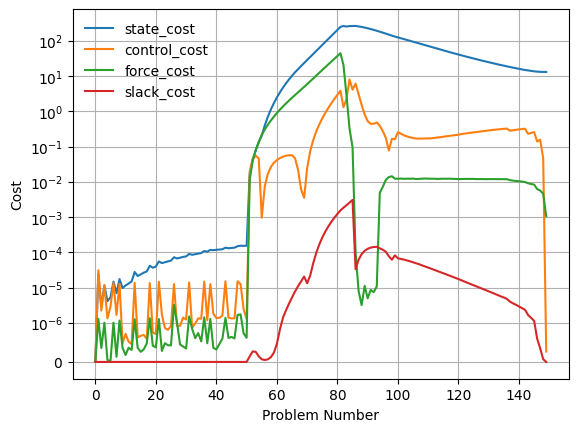 state_cost
control_cost
force_cost
slack_cost
Cost
10²
10¹
10⁰
10⁻¹
10⁻²
10⁻³
10⁻⁴
10⁻⁵
10⁻⁶
0
0 20 40 60 80 100 120 140
Problem Number